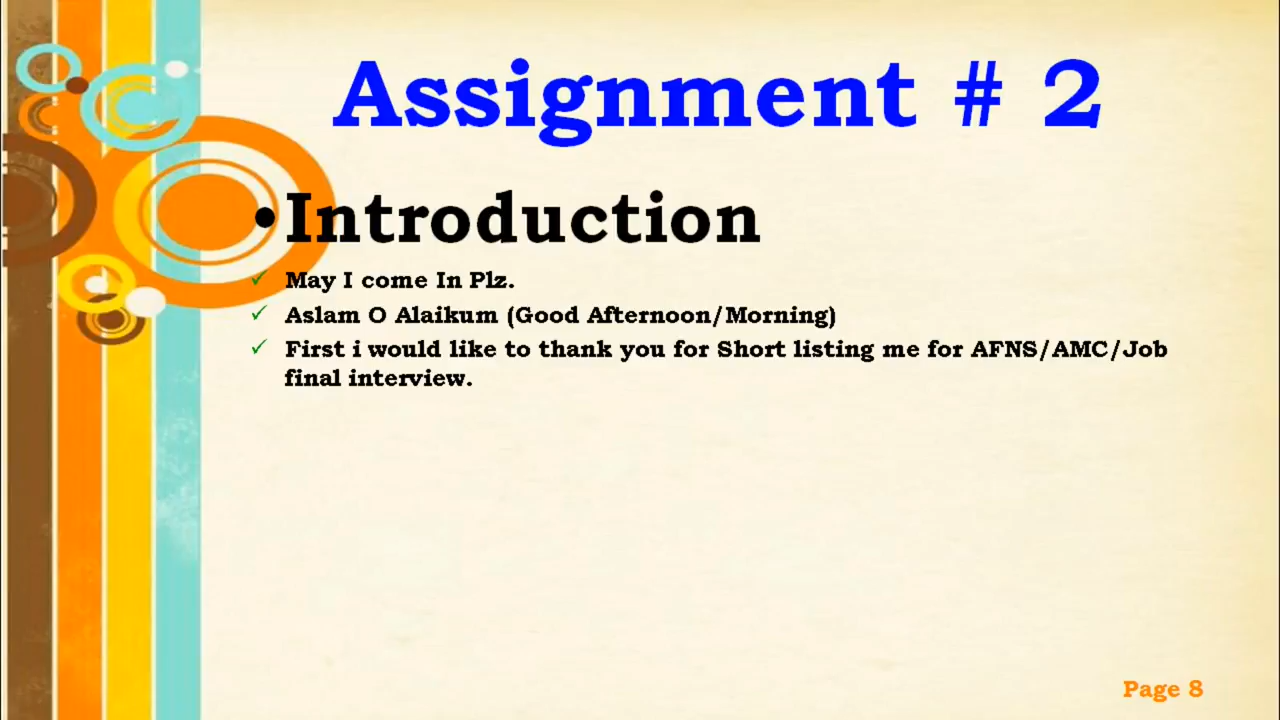 Assignment # 2
•Introduction
✓ May I come In Plz.
✓ Aslam O Alaikum (Good Afternoon/Morning)
✓ First i would like to thank you for Short listing me for AFNS/AMC/Job
final interview.
Page 8